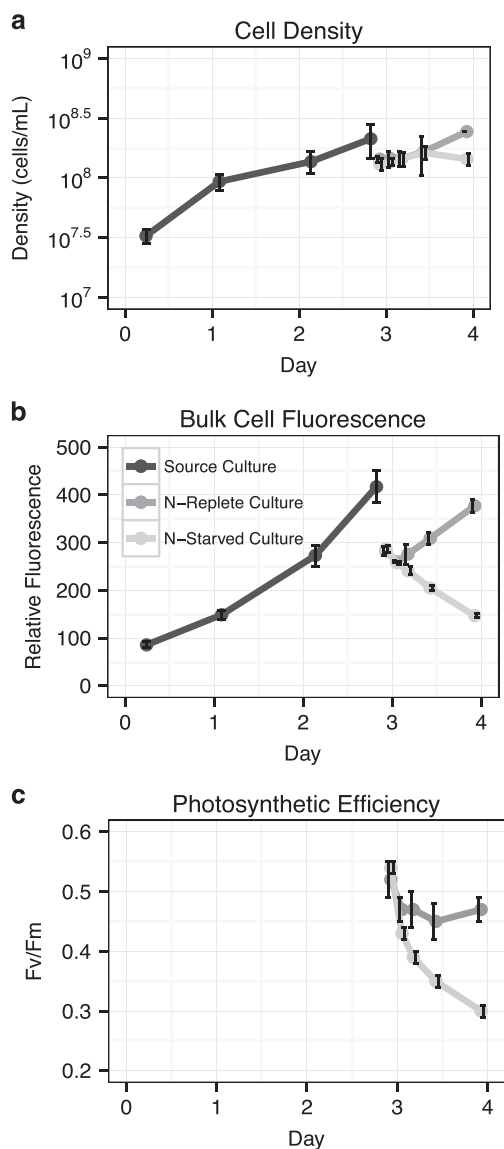 a
Cell Density
10^9
10^8.5
10^8
10^7.5
10^7
Density (cells/mL)
0 1 2 3 4
Day
b
Bulk Cell Fluorescence
500
400
300
200
100
0
Relative Fluorescence
Source Culture
N–Replete Culture
N–Starved Culture
0 1 2 3 4
Day
c
Photosynthetic Efficiency
0.6
0.5
0.4
0.3
0.2
Fv/Fm
0 1 2 3 4
Day